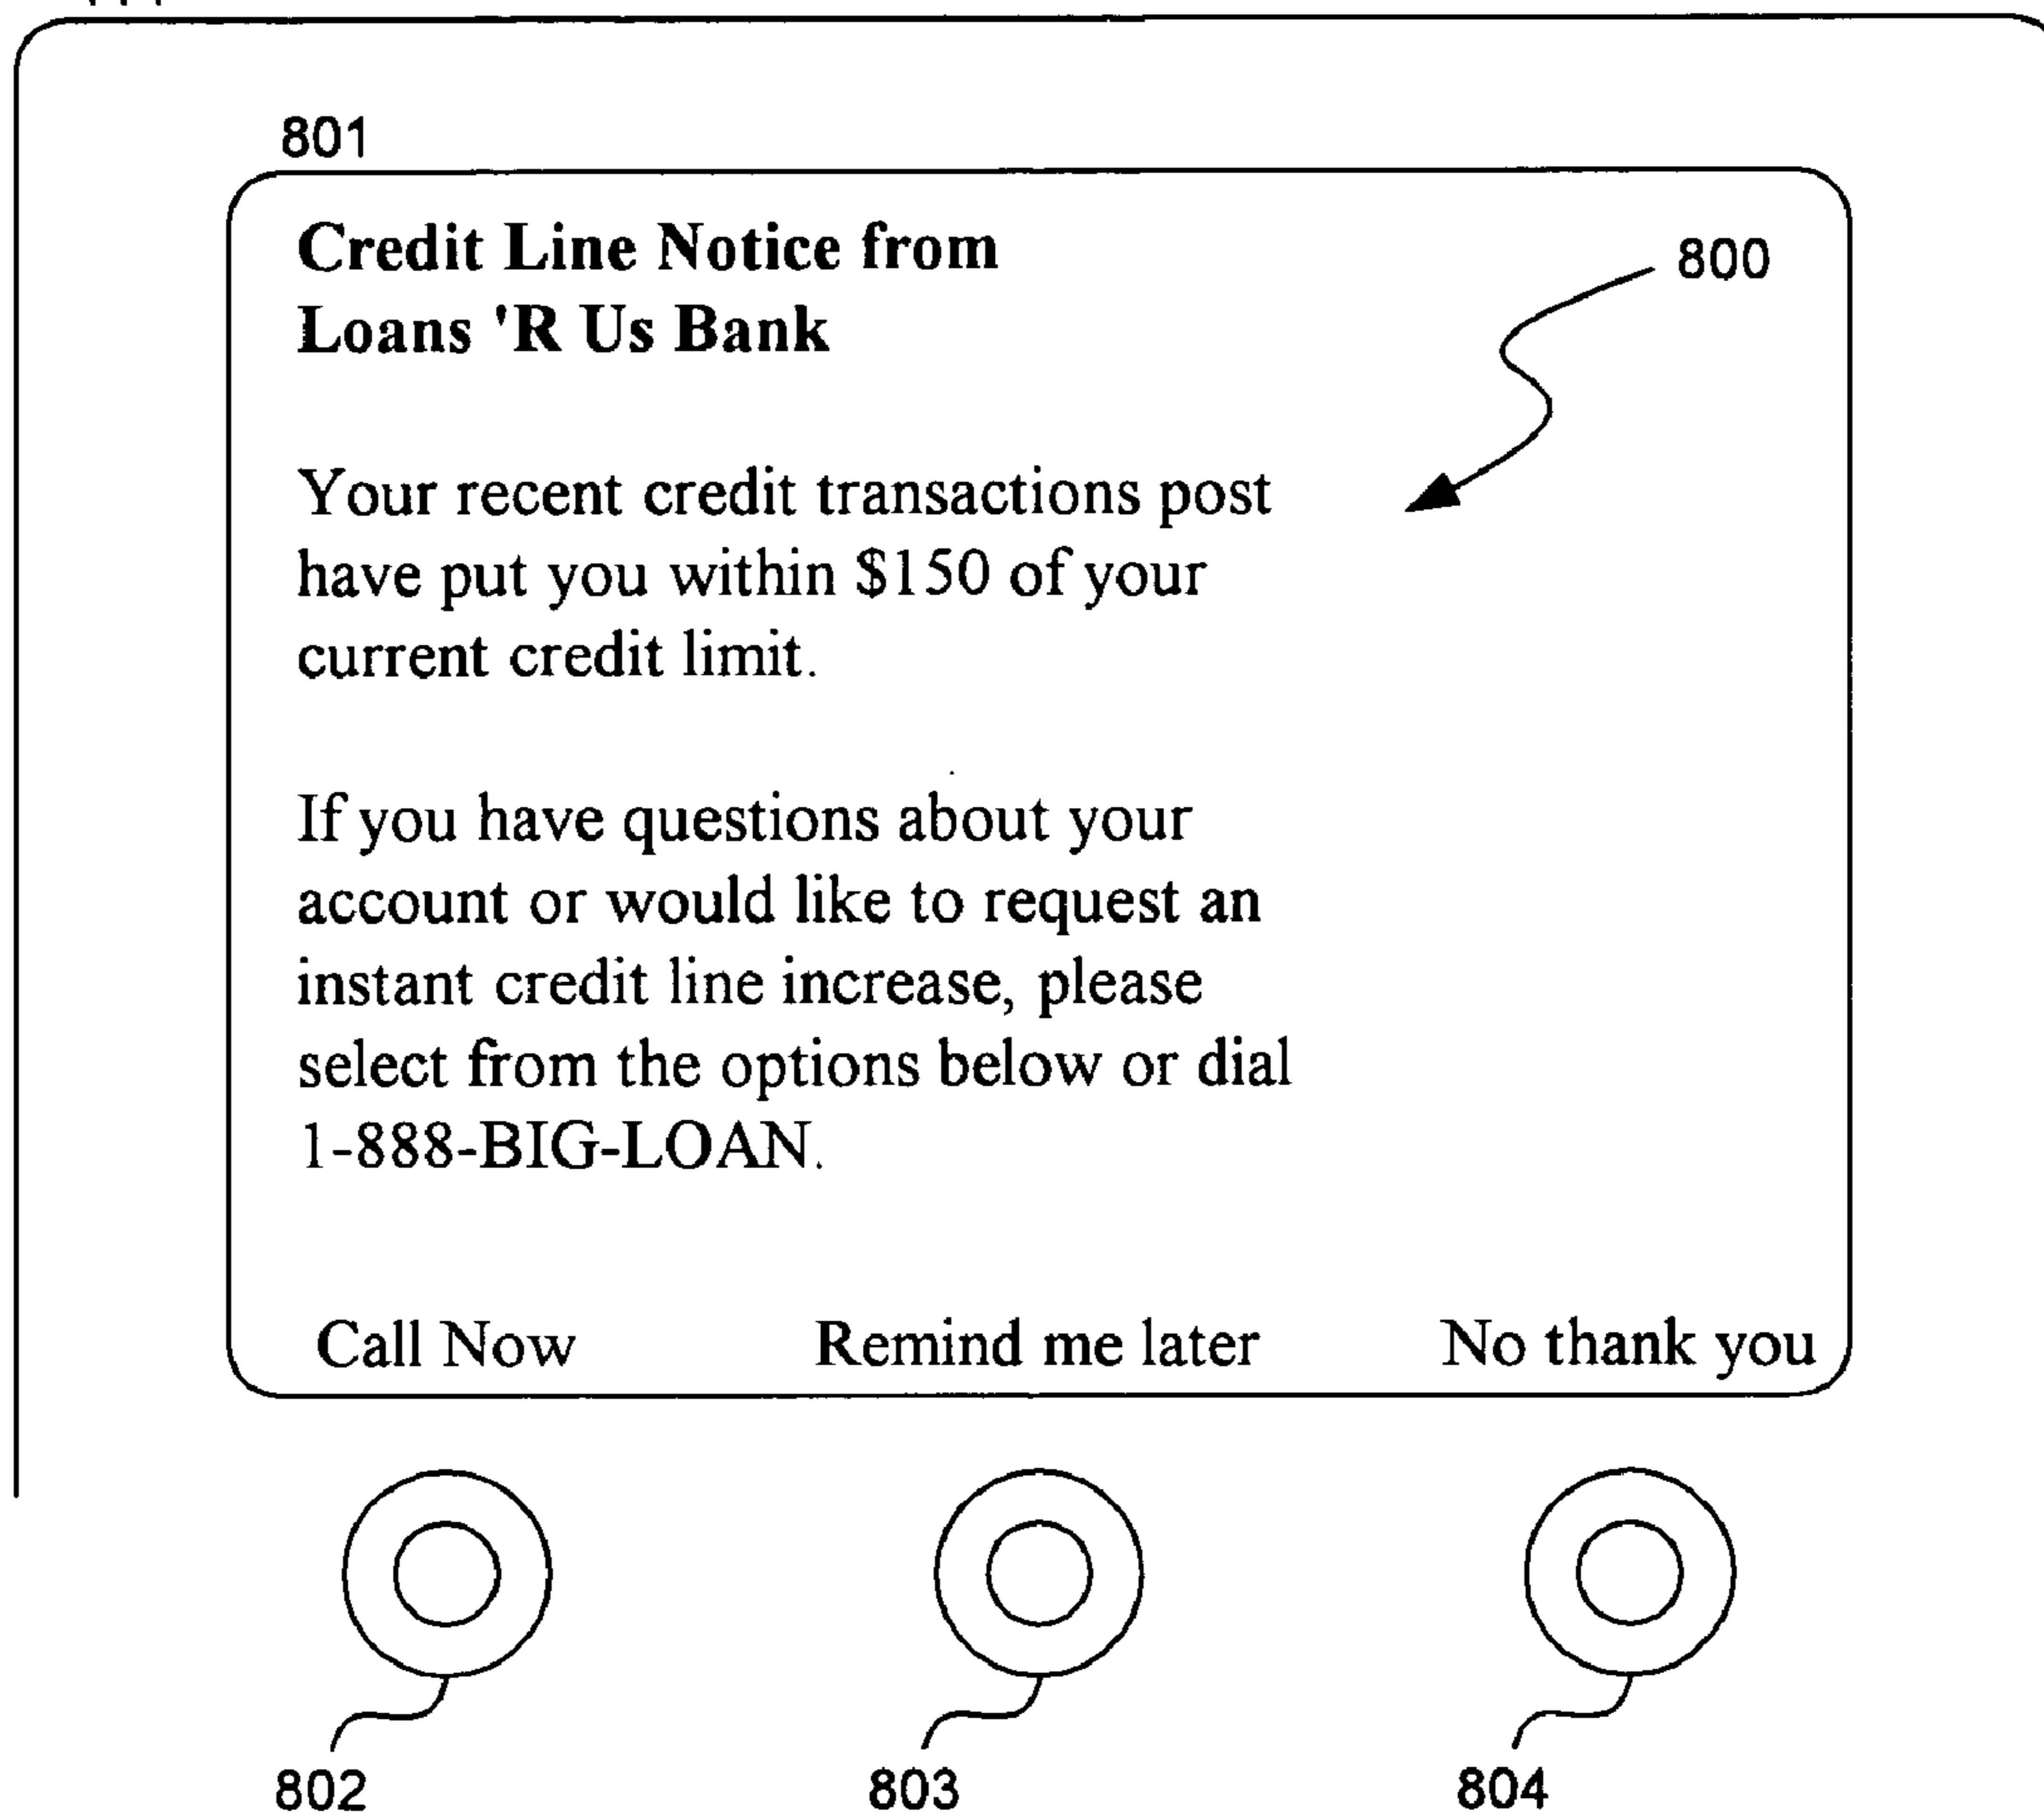 801
Credit Line Notice from
800
Loans 'R Us Bank
Your recent credit transactions post
have put you within $150 of your
current credit limit.
If you have questions about your
account or would like to request an
instant credit line increase, please
select from the options below or dial
1-888-BIG-LOAN.
Call Now Remind me later No thank you
802 803 804